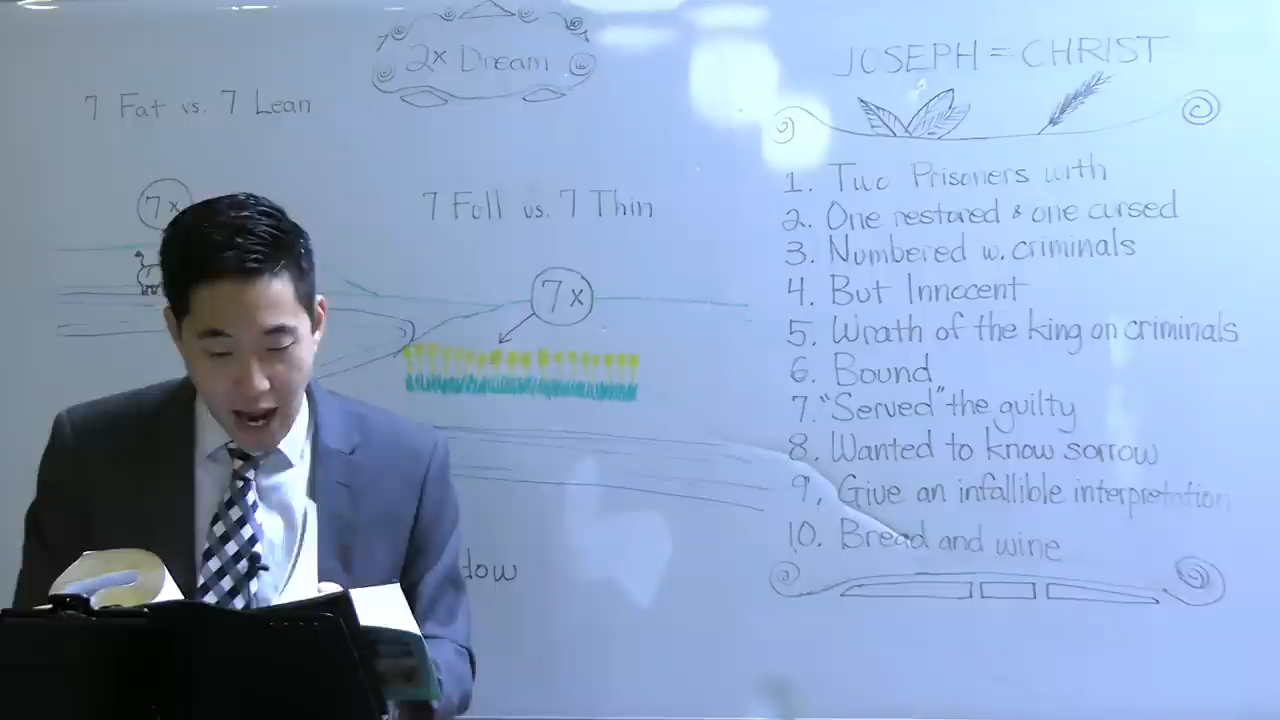 2x Dream
7 Fat vs. 7 Lean
7x
7 Full vs. 7 Thin
7x
JOSEPH = CHRIST
1. Two Prisoners with
2. One restored & one cursed
3. Numbered w. criminals
4. But Innocent
5. Wrath of the king on criminals
6. Bound
7. "Served" the guilty
8. Wanted to know sorrow
9. Give an infallible interpretation
10. Bread and wine